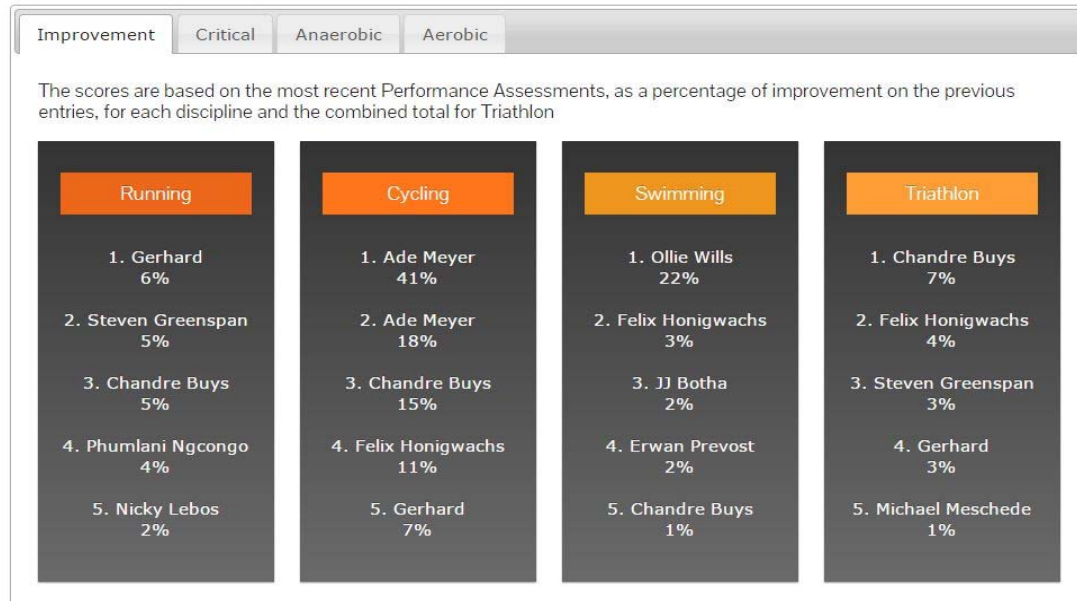 Improvement
Critical
Anaerobic
Aerobic
The scores are based on the most recent Performance Assessments, as a percentage of improvement on the previous
entries, for each discipline and the combined total for Triathlon
Running
1. Gerhard
6%
2. Steven Greenspan
5%
3. Chandre Buys
5%
4. Phumlani Ngcongo
4%
5. Nicky Lebos
2%
Cycling
1. Ade Meyer
41%
2. Ade Meyer
18%
3. Chandre Buys
15%
4. Felix Honigwachs
11%
5. Gerhard
7%
Swimming
1. Ollie Wills
22%
2. Felix Honigwachs
3%
3. JJ Botha
2%
4. Erwan Prevost
2%
5. Chandre Buys
1%
Triathlon
1. Chandre Buys
7%
2. Felix Honigwachs
4%
3. Steven Greenspan
3%
4. Gerhard
3%
5. Michael Meschede
1%